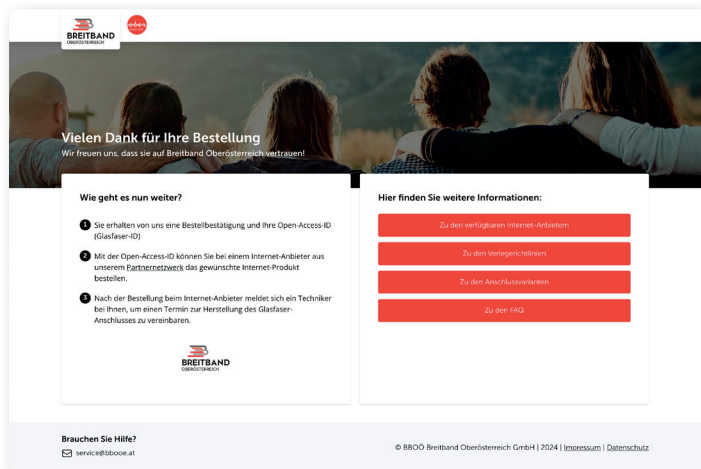 BREITBAND
OBERÖSTERREICH
Vielen Dank für Ihre Bestellung
Wir freuen uns, dass sie auf Breitband Oberösterreich vertrauen!
Wie geht es nun weiter?
1 Sie erhalten von uns eine Bestellbestätigung und Ihre Open-Access-ID
(Glasfaser-ID)
2 Mit der Open-Access-ID können Sie bei einem Internet-Anbieter aus
unserem Partnernetzwerk das gewünschte Internet-Produkt
bestellen.
3 Nach der Bestellung beim Internet-Anbieter meldet sich ein Techniker
bei Ihnen, um einen Termin zur Herstellung des Glasfaser-
Anschlusses zu vereinbaren.
BREITBAND
OBERÖSTERREICH
Hier finden Sie weitere Informationen:
Zu den verfügbaren Internet-Anbietern
Zu den Verlegerichtlinien
Zu den Anschlussvarianten
Zu den FAQ
Brauchen Sie Hilfe?
service@bbooe.at
© BBOÖ Breitband Oberösterreich GmbH | 2024 | Impressum | Datenschutz